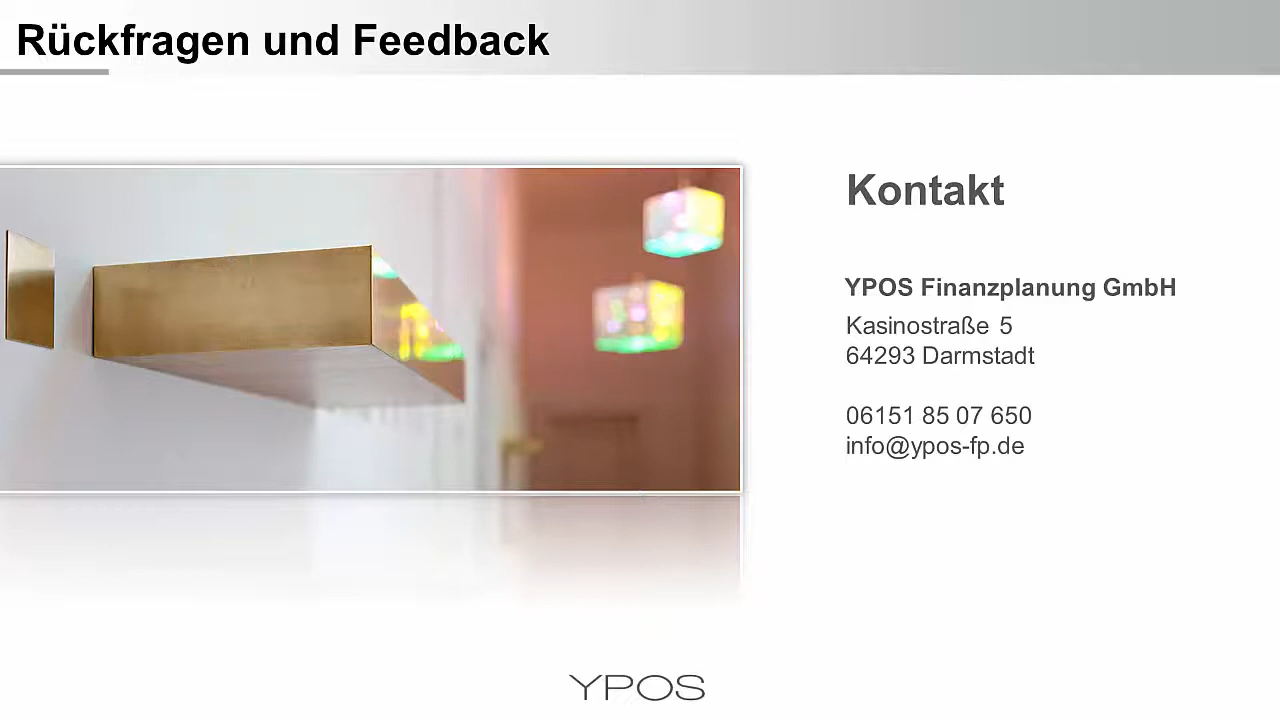 Rückfragen und Feedback
Kontakt
YPOS Finanzplanung GmbH
Kasinostraße 5
64293 Darmstadt
06151 85 07 650
info@ypos-fp.de
YPOS